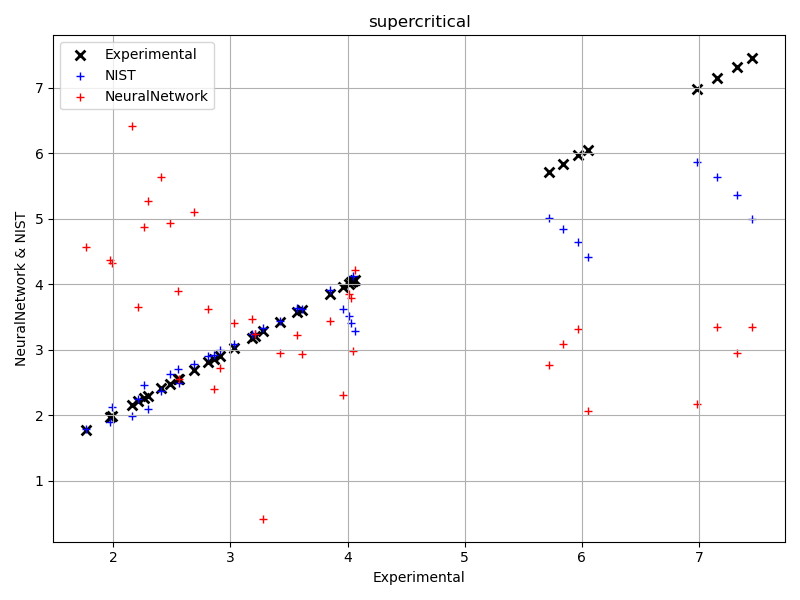 supercritical
Experimental
NIST
NeuralNetwork
NeuralNetwork & NIST
7
6
5
4
3
2
1
2 3 4 5 6 7
Experimental